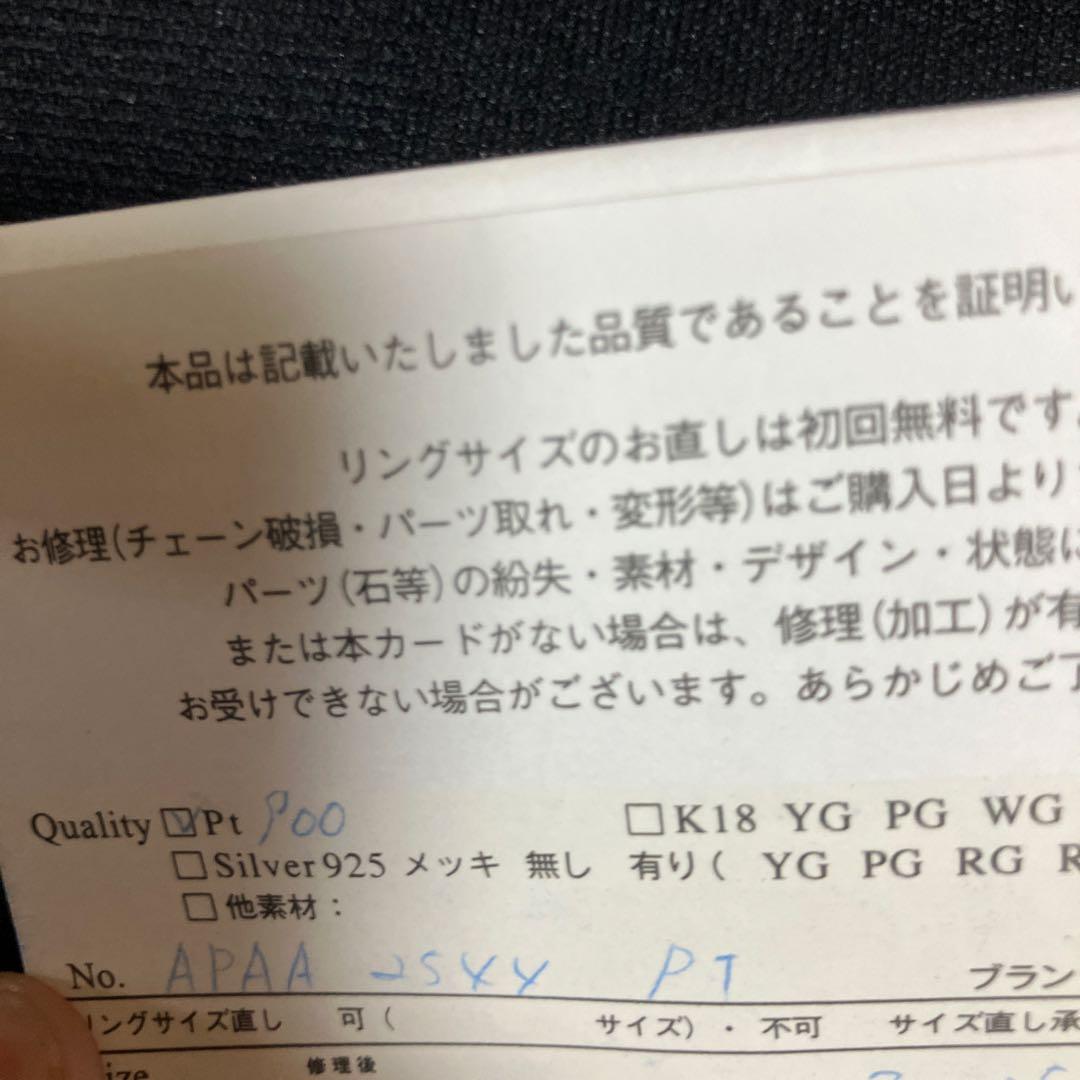 本品は記載いたしました品質であることを証明い
リングサイズのお直しは初回無料です。
お修理(チェーン破損・パーツ取れ・変形等)はご購入日より
パーツ(石等)の紛失・素材・デザイン・状態に
または本カードがない場合は、修理(加工)が有
お受けできない場合がございます。あらかじめご了
Quality ☑Pt 900 □K18 YG PG WG
□Silver925 メッキ 無し 有り( YG PG RG R
□他素材:
No. APAA 2544 PT ブラン
リングサイズ直し 可( サイズ)・不可 サイズ直し承
ize 修理後